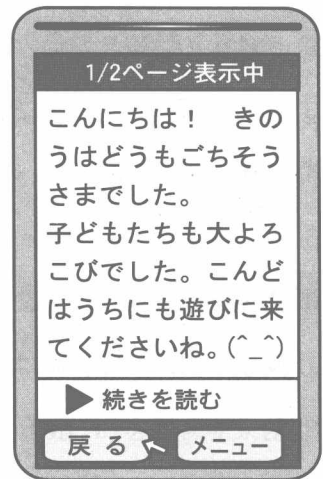 1/2ページ表示中
こんにちは！　きの
うはどうもごちそう
さまでした。
子どもたちも大よろ
こびでした。こんど
はうちにも遊びに来
てくださいね。(^_^)
▶続きを読む
戻る メニュー